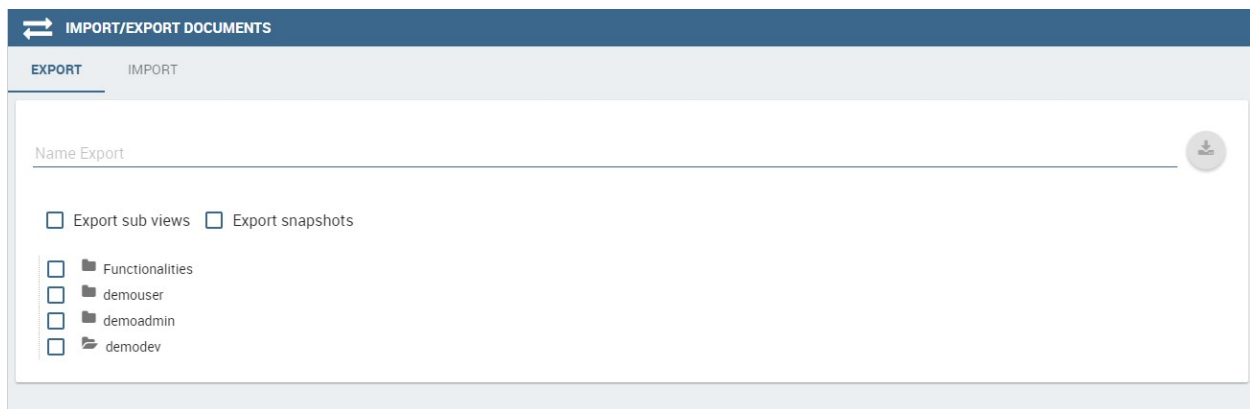 IMPORT/EXPORT DOCUMENTS
EXPORT IMPORT
Name Export
Export sub views Export snapshots
Functionalities
demouser
demoadmin
demodev